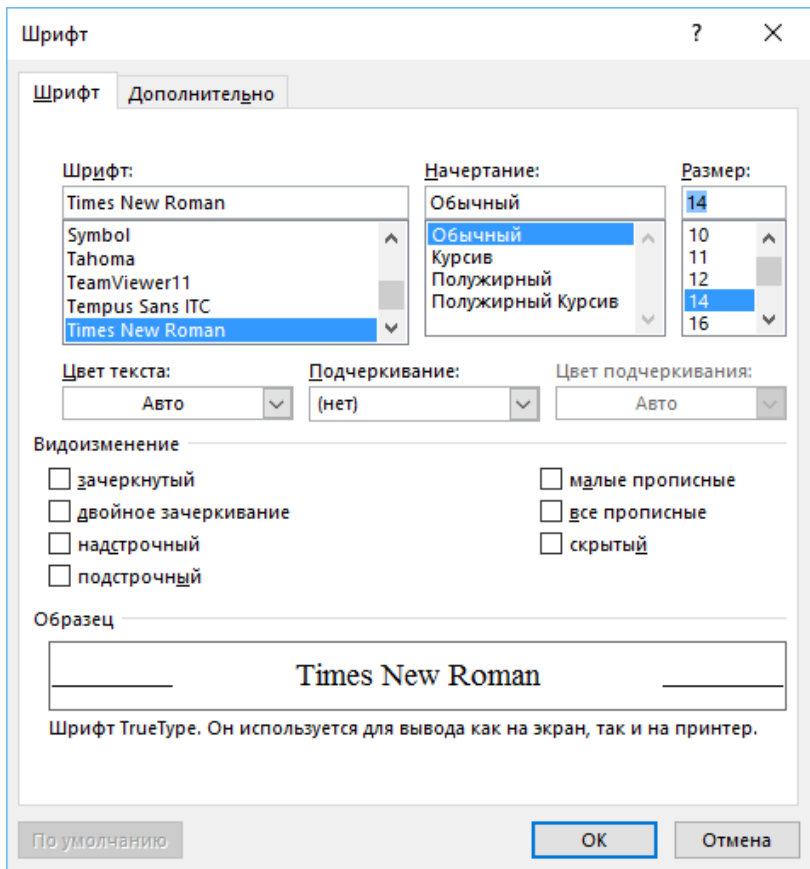 Шрифт ?
Шрифт Дополнительно
Шрифт: Начертание: Размер:
Times New Roman Обычный 14
Symbol Обычный 10
Tahoma Курсив 11
TeamViewer11 Полужирный 12
Tempus Sans ITC Полужирный Курсив 14
Times New Roman 16
Цвет текста: Подчеркивание: Цвет подчеркивания:
Авто (нет) Авто
Видоизменение
зачеркнутый малые прописные
двойное зачеркивание все прописные
надстрочный скрытый
подстрочный
Образец
Times New Roman
Шрифт TrueType. Он используется для вывода как на экран, так и на принтер.
По умолчанию ОК Отмена